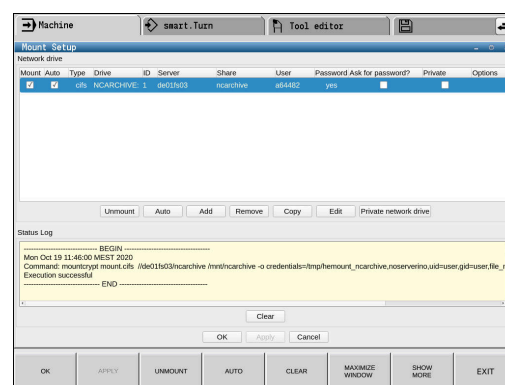 Machine smart.Turn Tool editor
Mount Setup
Network drive
Mount Auto Type Drive ID Server Share User Password Ask for password? Private Options
cifs NCARCHIVE: 1 de01fs03 ncarchive a64482 yes
Unmount Auto Add Remove Copy Edit Private network drive
Status Log
------------------------------ BEGIN -----------------------------------
Mon Oct 19 11:46:00 MEST 2020
Command: mountcrypt mount.cifs //de01fs03/ncarchive /mnt/ncarchive -o credentials=/tmp/hemount_ncarchive,noserverino,uid=user,gid=user,file_
Execution successful
------------------------------- END ------------------------------------
Clear
OK Apply Cancel
OK APPLY UNMOUNT AUTO CLEAR MAXIMIZE WINDOW SHOW MORE EXIT